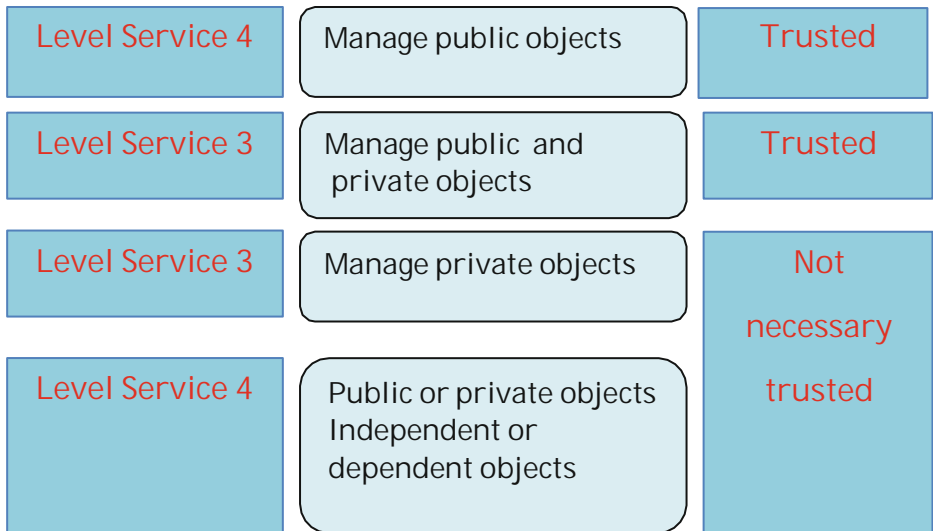 Level Service 4
Manage public objects
Trusted
Level Service 3
Manage public and
private objects
Trusted
Level Service 3
Manage private objects
Not
necessary
trusted
Level Service 4
Public or private objects
Independent or
dependent objects